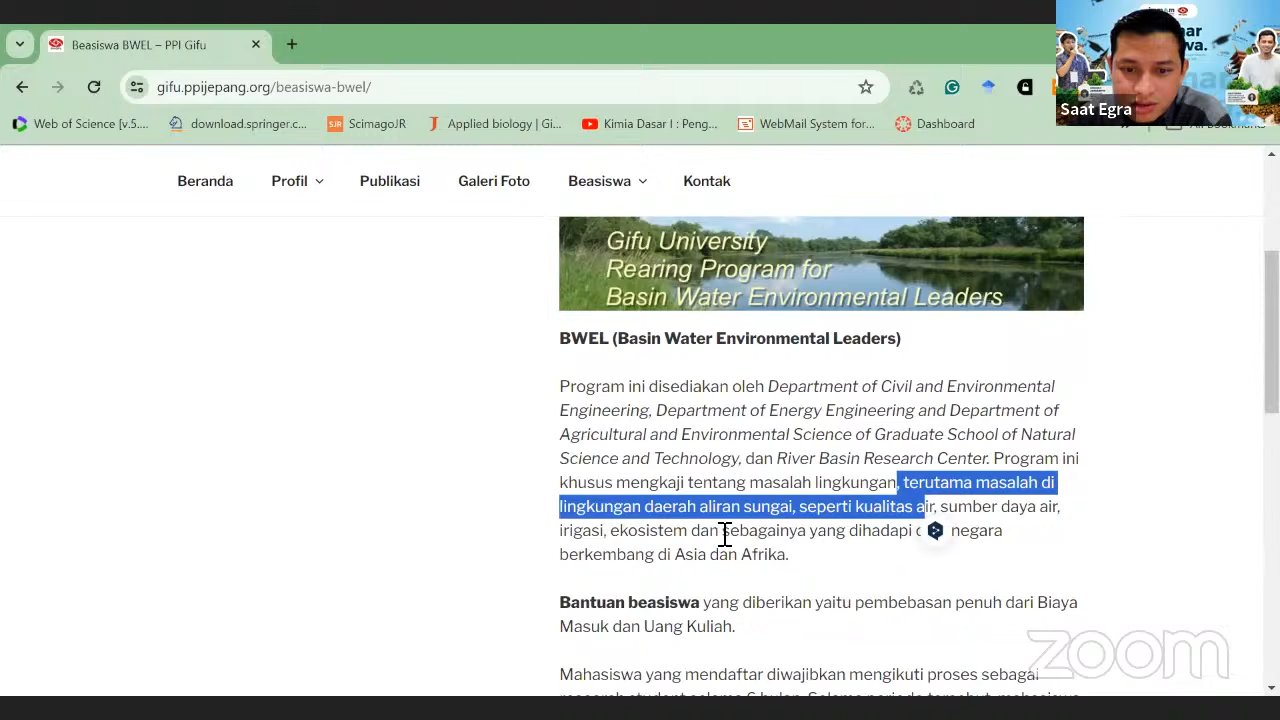 Beasiswa BWEL – PPI Gifu
gifu.ppijepang.org/beasiswa-bwel/
Web of Science [v.5....
download.springer.c...
SJR ScimagoJR
Applied biology | Gi...
Kimia Dasar I : Peng...
WebMail System for...
Dashboard
Saat Egra
Beranda
Profil
Publikasi
Galeri Foto
Beasiswa
Kontak
Gifu University
Rearing Program for
Basin Water Environmental Leaders
BWEL (Basin Water Environmental Leaders)
Program ini disediakan oleh Department of Civil and Environmental
Engineering, Department of Energy Engineering and Department of
Agricultural and Environmental Science of Graduate School of Natural
Science and Technology, dan River Basin Research Center. Program ini
khusus mengkaji tentang masalah lingkungan, terutama masalah di
lingkungan daerah aliran sungai, seperti kualitas air, sumber daya air,
irigasi, ekosistem dan sebagainya yang dihadapi negara
berkembang di Asia dan Afrika.
Bantuan beasiswa yang diberikan yaitu pembebasan penuh dari Biaya
Masuk dan Uang Kuliah.
Mahasiswa yang mendaftar diwajibkan mengikuti proses sebagai
zoom